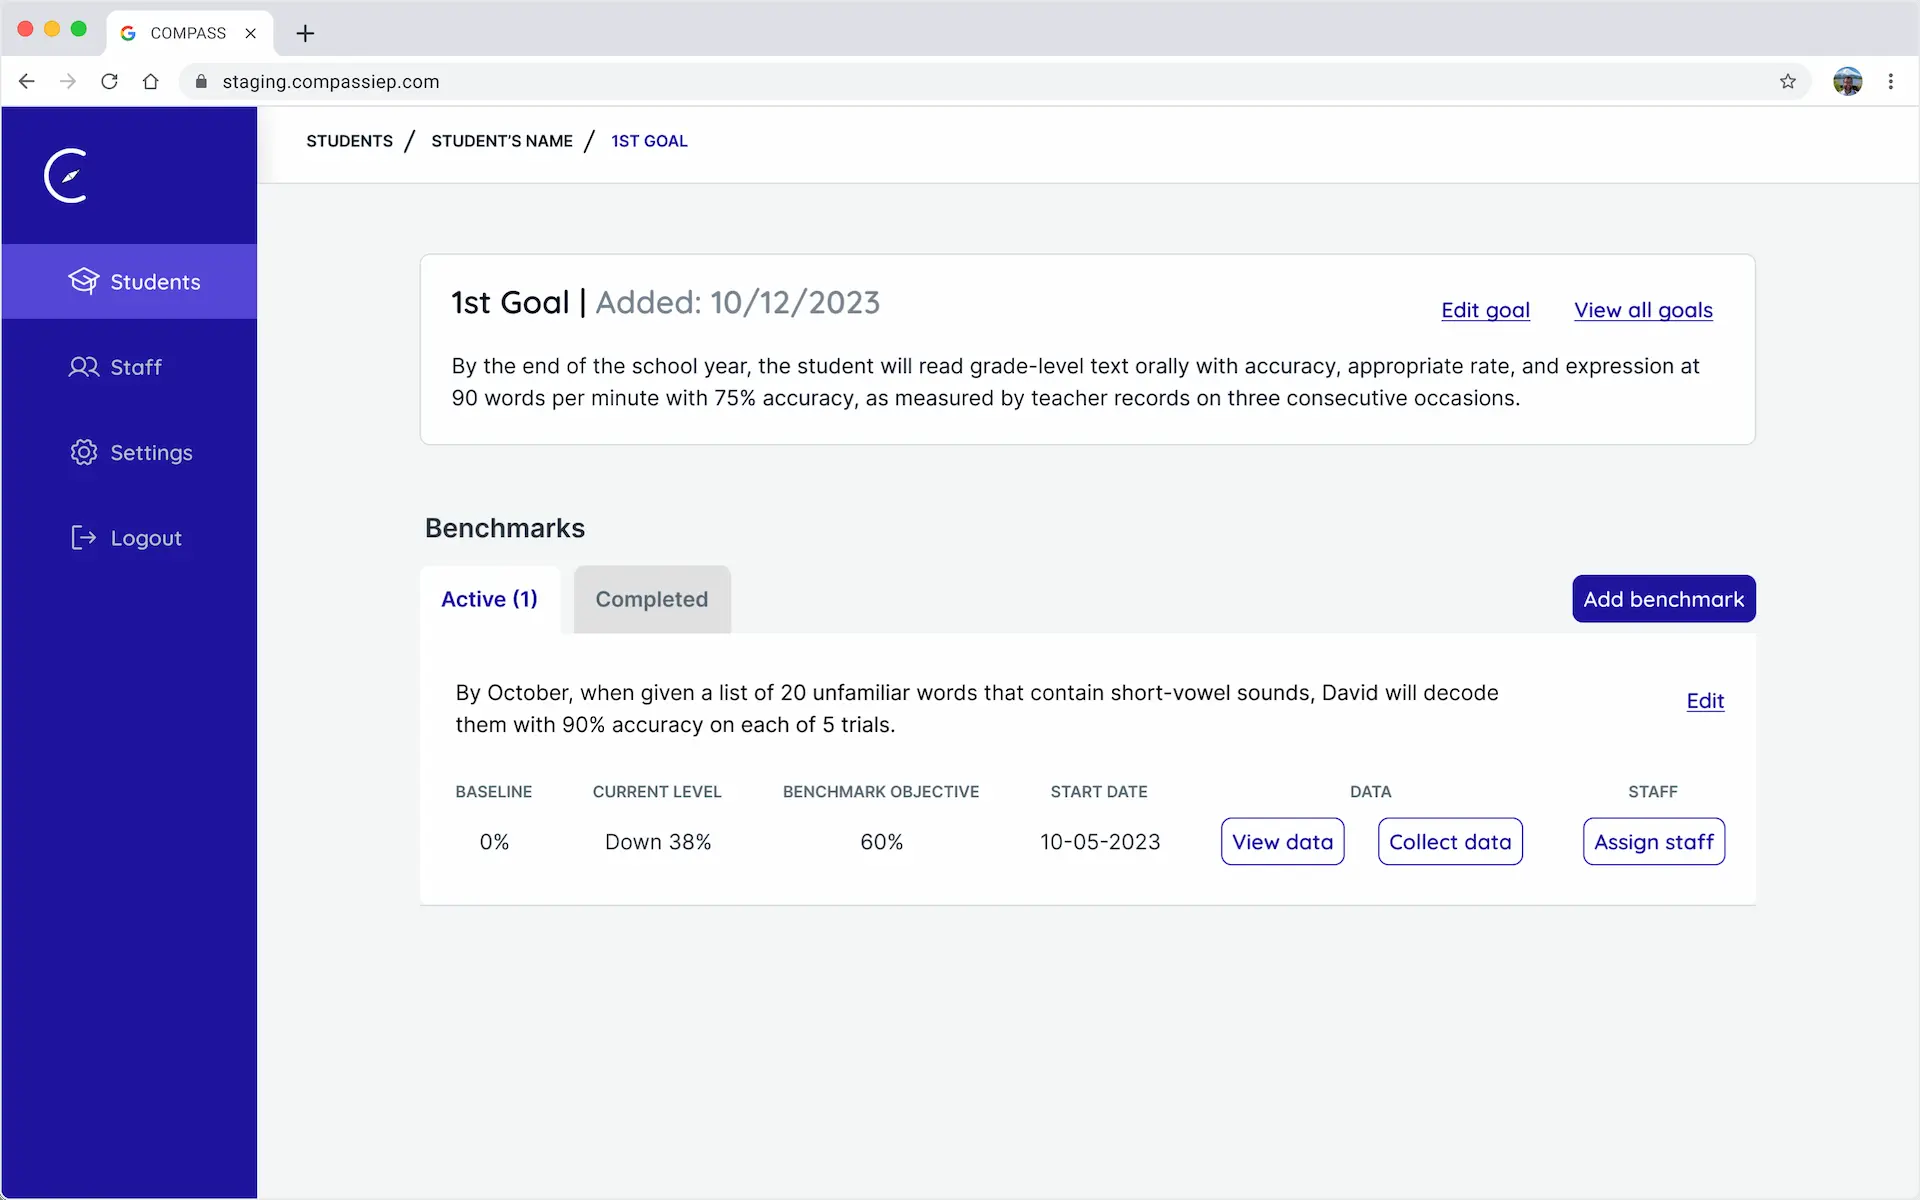 COMPASS
staging.compassiep.com
STUDENTS / STUDENT'S NAME / 1ST GOAL
Students
Staff
Settings
Logout
1st Goal | Added: 10/12/2023
Edit goal
View all goals
By the end of the school year, the student will read grade-level text orally with accuracy, appropriate rate, and expression at
90 words per minute with 75% accuracy, as measured by teacher records on three consecutive occasions.
Benchmarks
Active (1)
Completed
Add benchmark
By October, when given a list of 20 unfamiliar words that contain short-vowel sounds, David will decode
them with 90% accuracy on each of 5 trials.
Edit
BASELINE CURRENT LEVEL BENCHMARK OBJECTIVE START DATE DATA STAFF
0% Down 38% 60% 10-05-2023 View data Collect data Assign staff